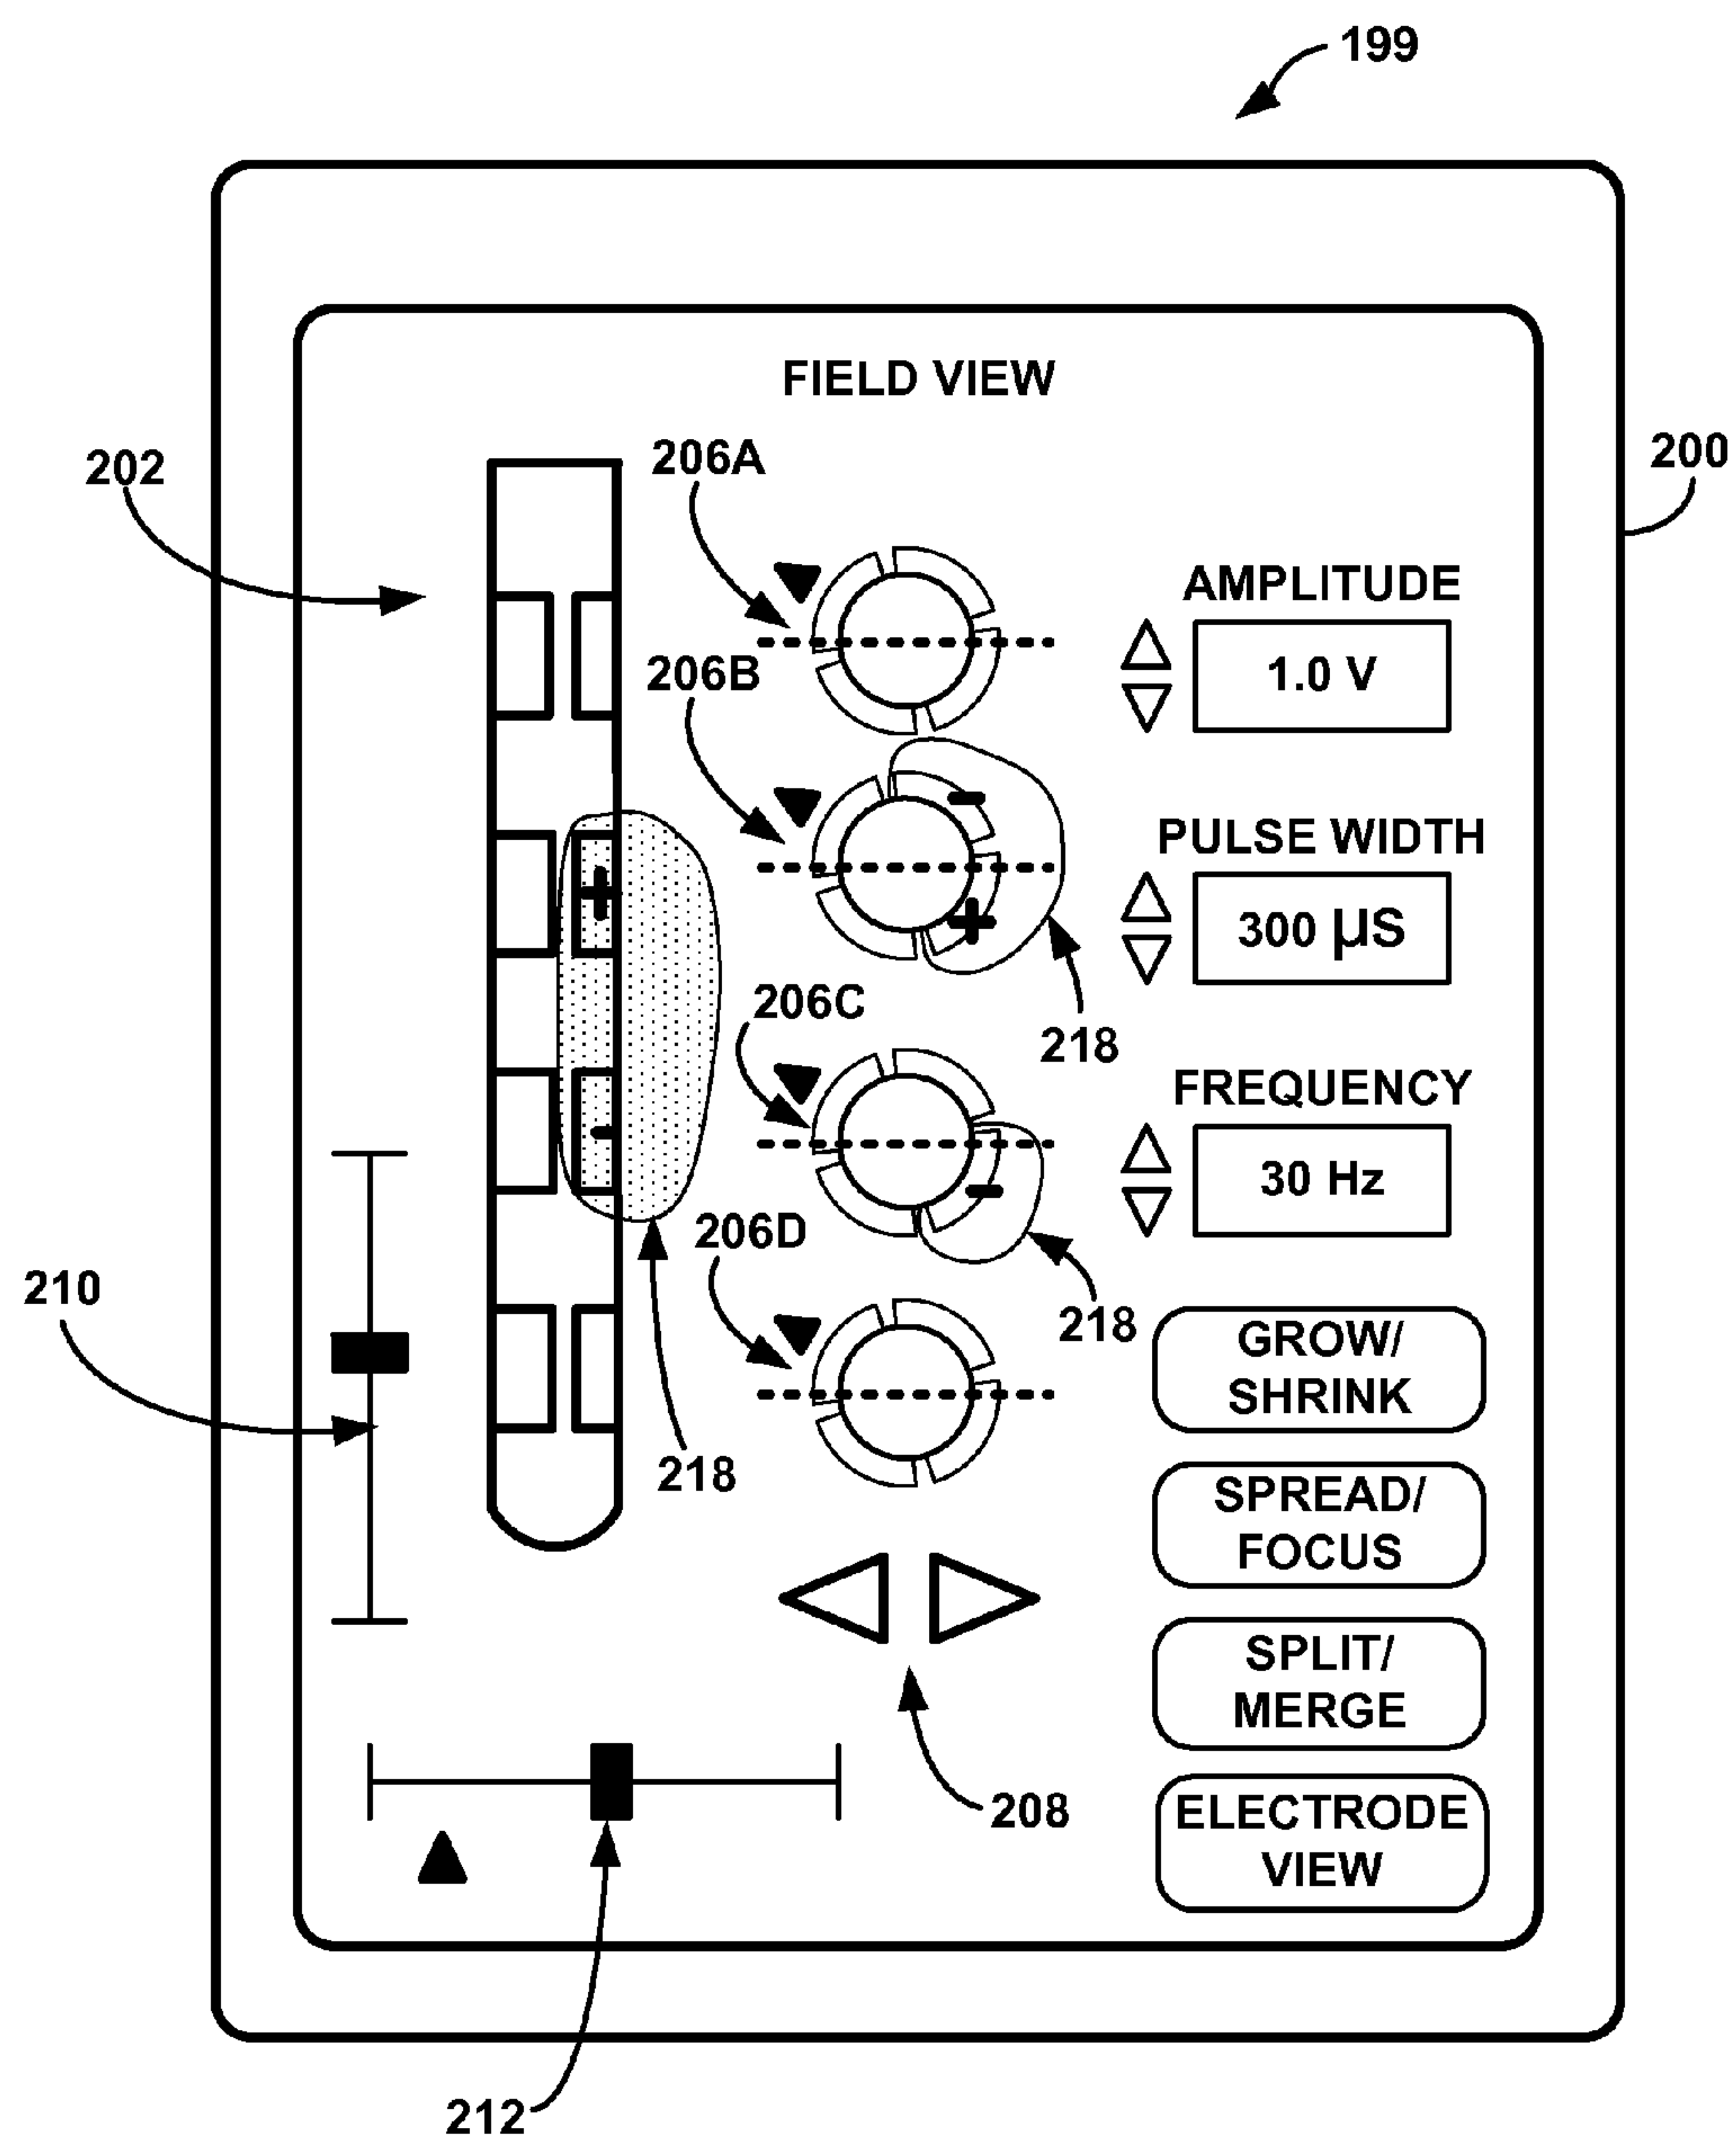 199
FIELD VIEW
200
202
206A
AMPLITUDE
1.0 V
206B
-
PULSE WIDTH
+
300 µS
+
206C
218
FREQUENCY
-
30 Hz
-
206D
210
218
GROW/
SHRINK
218
SPREAD/
FOCUS
SPLIT/
MERGE
208
ELECTRODE
VIEW
212